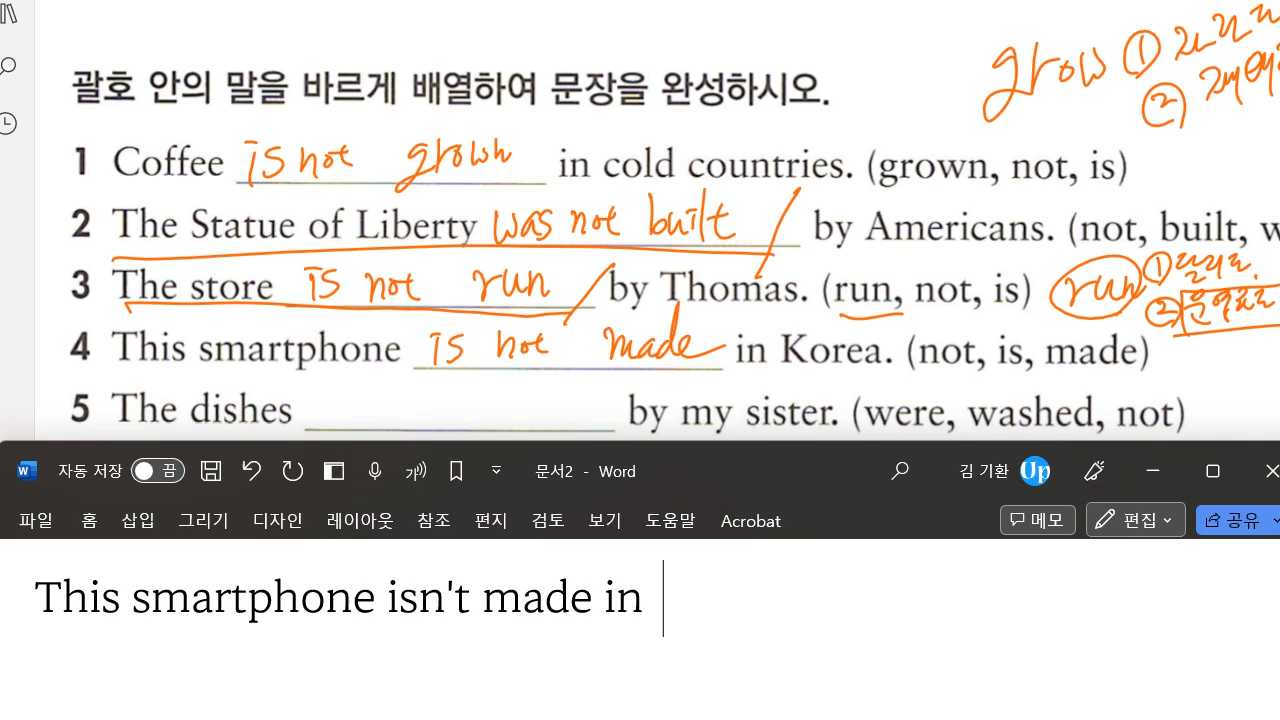 괄호 안의 말을 바르게 배열하여 문장을 완성하시오.
grow ①
②
1 Coffee is not grown in cold countries. (grown, not, is)
2 The Statue of Liberty was not built by Americans. (not, built, w
3 The store is not run by Thomas. (run, not, is) run ① 달리다.
② 운영하다
4 This smartphone is not made in Korea. (not, is, made)
5 The dishes by my sister. (were, washed, not)
자동 저장 끔 가)) 문서2 - Word 김 기환 Up
파일 홈 삽입 그리기 디자인 레이아웃 참조 편지 검토 보기 도움말 Acrobat 메모 편집 공유
This smartphone isn't made in